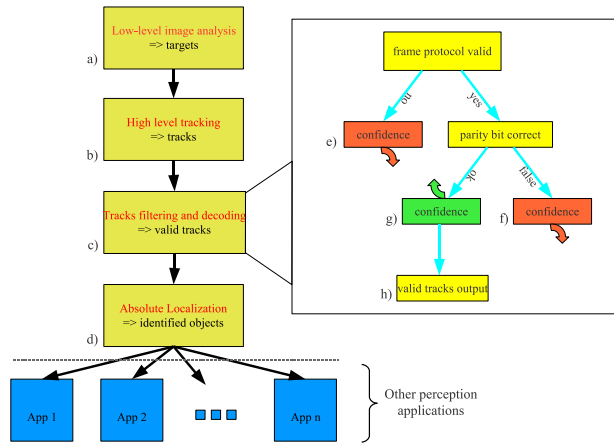 Low-level image analysis
=> targets
a)
High level tracking
=> tracks
b)
Tracks filtering and decoding
=> valid tracks
c)
Absolute Localization
=> identified objects
d)
App 1
App 2
App n
Other perception
applications
frame protocol valid
no
yes
e)
confidence
parity bit correct
ok
false
g)
confidence
f)
confidence
h)
valid tracks output